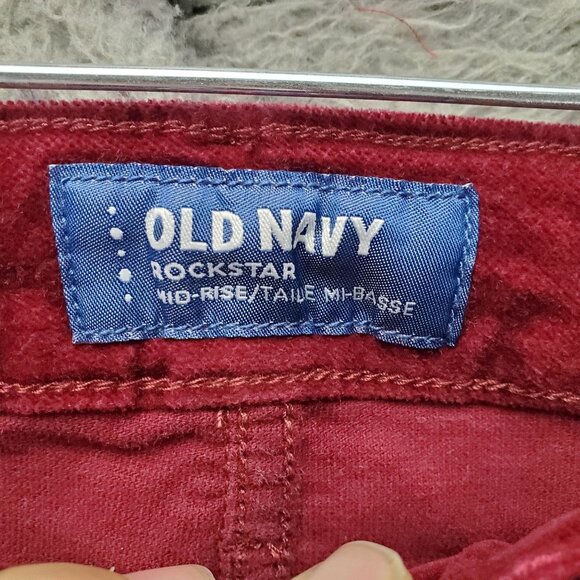 OLD NAVY
ROCKSTAR
MID-RISE/TAILLE MI-BASSE